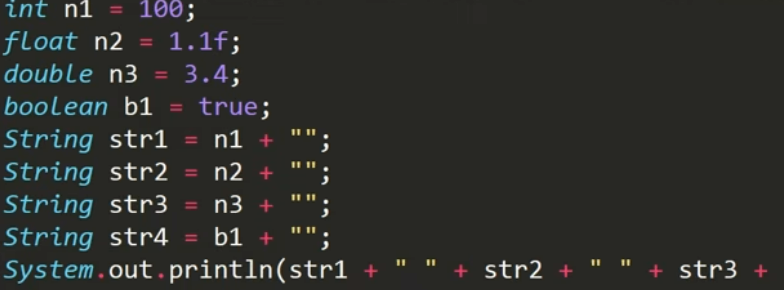 int n1 = 100;
float n2 = 1.1f;
double n3 = 3.4;
boolean b1 = true;
String str1 = n1 + "";
String str2 = n2 + "";
String str3 = n3 + "";
String str4 = b1 + "";
System.out.println(str1 + " " + str2 + " " + str3 +